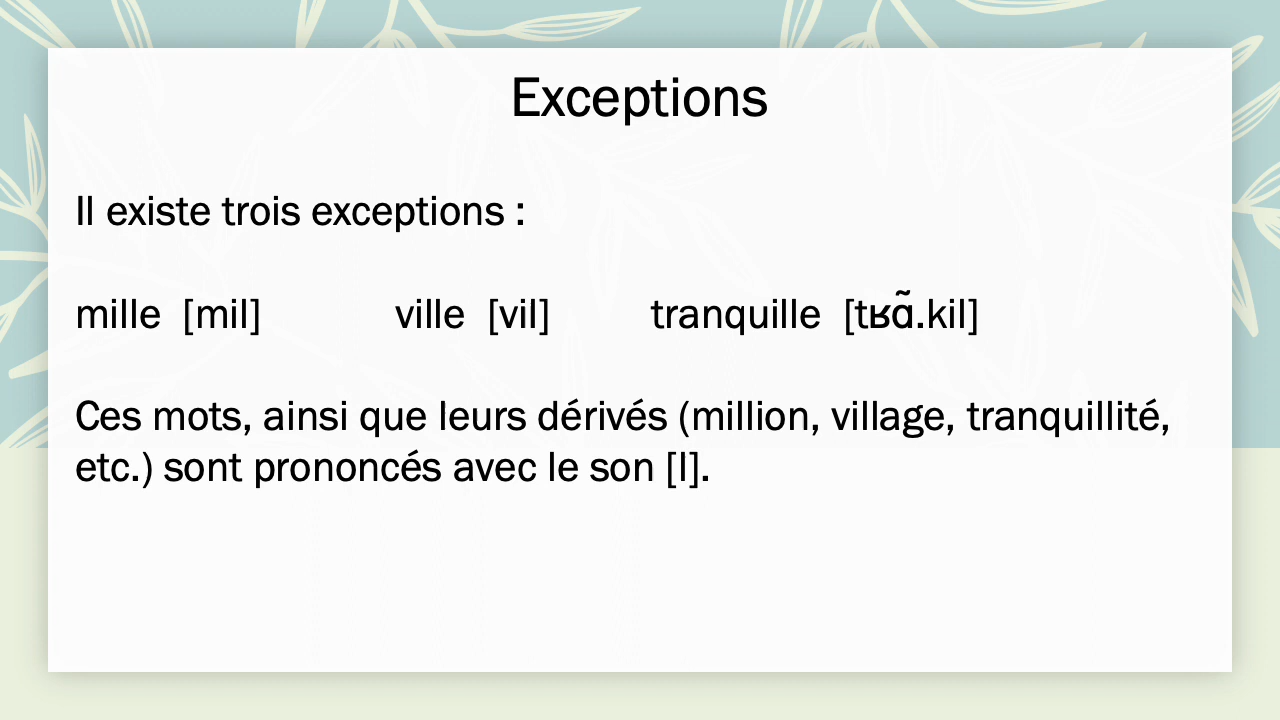 Exceptions
Il existe trois exceptions :
mille [mil] ville [vil] tranquille [tʁɑ̃.kil]
Ces mots, ainsi que leurs dérivés (million, village, tranquillité,
etc.) sont prononcés avec le son [l].